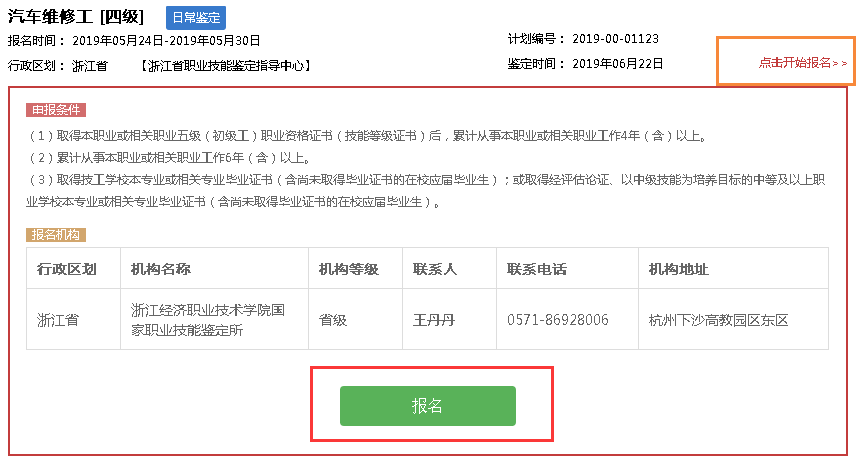 汽车维修工 [四级] 日常鉴定
报名时间： 2019年05月24日-2019年05月30日
计划编号： 2019-00-01123
行政区划： 浙江省 【浙江省职业技能鉴定指导中心】
鉴定时间： 2019年06月22日
点击开始报名>>
申报条件
（1）取得本职业或相关职业五级（初级工）职业资格证书（技能等级证书）后，累计从事本职业或相关职业工作4年（含）以上。
（2）累计从事本职业或相关职业工作6年（含）以上。
（3）取得技工学校本专业或相关专业毕业证书（含尚未取得毕业证书的在校应届毕业生）；或取得经评估论证、以中级技能为培养目标的中等及以上职
业学校本专业或相关专业毕业证书（含尚未取得毕业证书的在校应届毕业生）。
报名机构
行政区划 机构名称 机构等级 联系人 联系电话 机构地址
浙江省 浙江经济职业技术学院国
家职业技能鉴定所 省级 王丹丹 0571-86928006 杭州下沙高教园区东区
报名